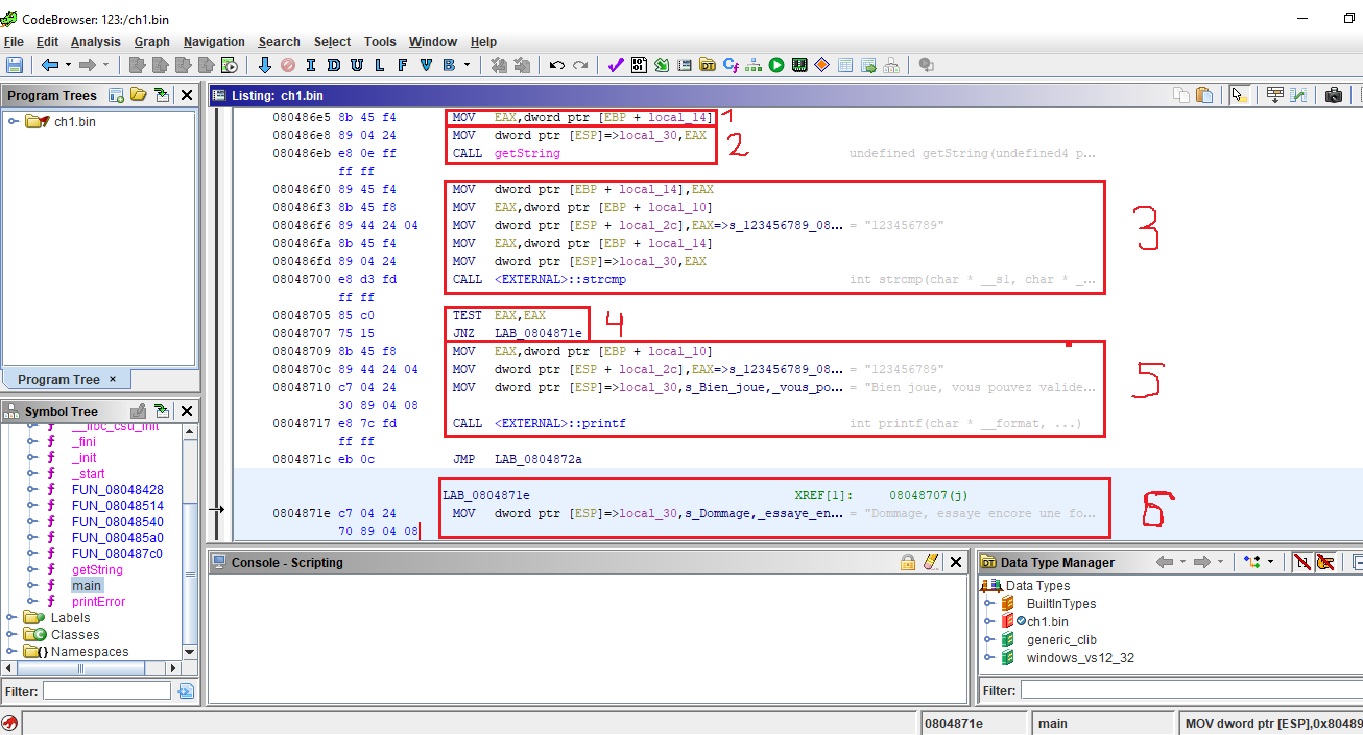 CodeBrowser: 123:/ch1.bin
File Edit Analysis Graph Navigation Search Select Tools Window Help
I D U L F V B
Program Trees
ch1.bin
Program Tree ×
Listing: ch1.bin
080486e5 8b 45 f4 MOV EAX,dword ptr [EBP + local_14] 1
080486e8 89 04 24 MOV dword ptr [ESP]=>local_30,EAX 2
080486eb e8 0e ff CALL getString undefined getString(undefined4 p...
ff ff
080486f0 89 45 f4 MOV dword ptr [EBP + local_14],EAX
080486f3 8b 45 f8 MOV EAX,dword ptr [EBP + local_10]
080486f6 89 44 24 04 MOV dword ptr [ESP + local_2c],EAX=>s_123456789_08... = "123456789" 3
080486fa 8b 45 f4 MOV EAX,dword ptr [EBP + local_14]
080486fd 89 04 24 MOV dword ptr [ESP]=>local_30,EAX
08048700 e8 d3 fd CALL <EXTERNAL>::strcmp int strcmp(char * __s1, char * _...
ff ff
08048705 85 c0 TEST EAX,EAX 4
08048707 75 15 JNZ LAB_0804871e
08048709 8b 45 f8 MOV EAX,dword ptr [EBP + local_10]
0804870c 89 44 24 04 MOV dword ptr [ESP + local_2c],EAX=>s_123456789_08... = "123456789" 5
08048710 c7 04 24 MOV dword ptr [ESP]=>local_30,s_Bien_joue,_vous_po... = "Bien joue, vous pouvez valide...
30 89 04 08
08048717 e8 7c fd CALL <EXTERNAL>::printf int printf(char * __format, ...)
ff ff
0804871c eb 0c JMP LAB_0804872a
LAB_0804871e XREF[1]: 08048707(j)
0804871e c7 04 24 MOV dword ptr [ESP]=>local_30,s_Dommage,_essaye_en... = "Dommage, essaye encore une fo... 6
70 89 04 08
Symbol Tree
f __libc_csu_init
f _fini
f _init
f _start
f FUN_08048428
f FUN_08048514
f FUN_08048540
f FUN_080485a0
f FUN_080487c0
f getString
f main
f printError
Labels
Classes
Namespaces
Filter:
Console - Scripting
Data Type Manager
Data Types
BuiltInTypes
ch1.bin
generic_clib
windows_vs12_32
Filter:
0804871e main MOV dword ptr [ESP],0x80489